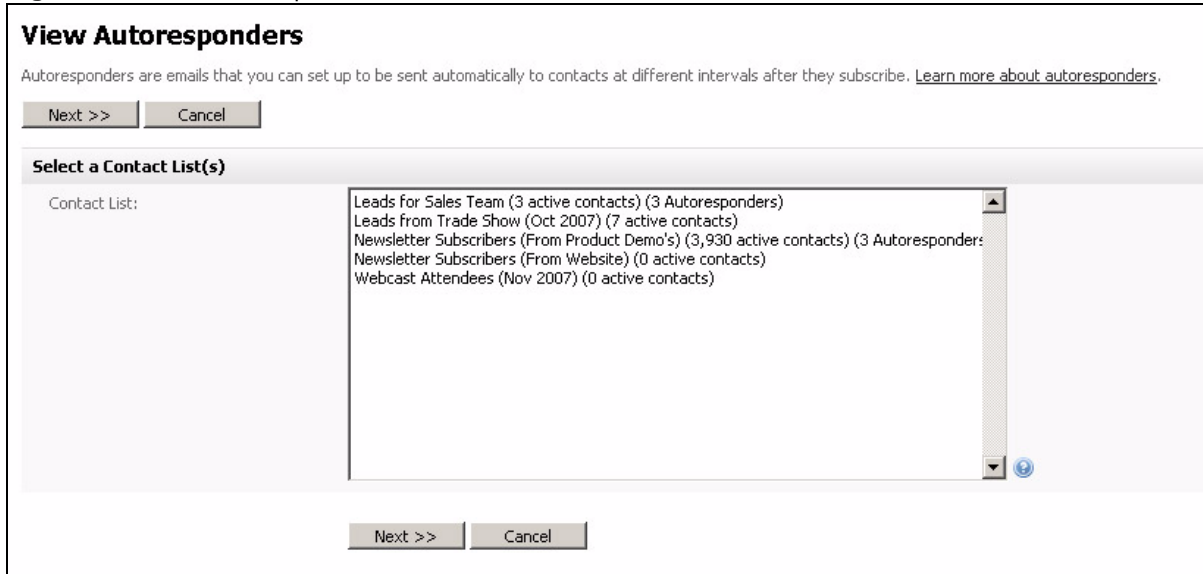 View Autoresponders
Autoresponders are emails that you can set up to be sent automatically to contacts at different intervals after they subscribe. Learn more about autoresponders.
Next >> Cancel
Select a Contact List(s)
Contact List:
Leads for Sales Team (3 active contacts) (3 Autoresponders)
Leads from Trade Show (Oct 2007) (7 active contacts)
Newsletter Subscribers (From Product Demo's) (3,930 active contacts) (3 Autoresponders
Newsletter Subscribers (From Website) (0 active contacts)
Webcast Attendees (Nov 2007) (0 active contacts)
Next >> Cancel